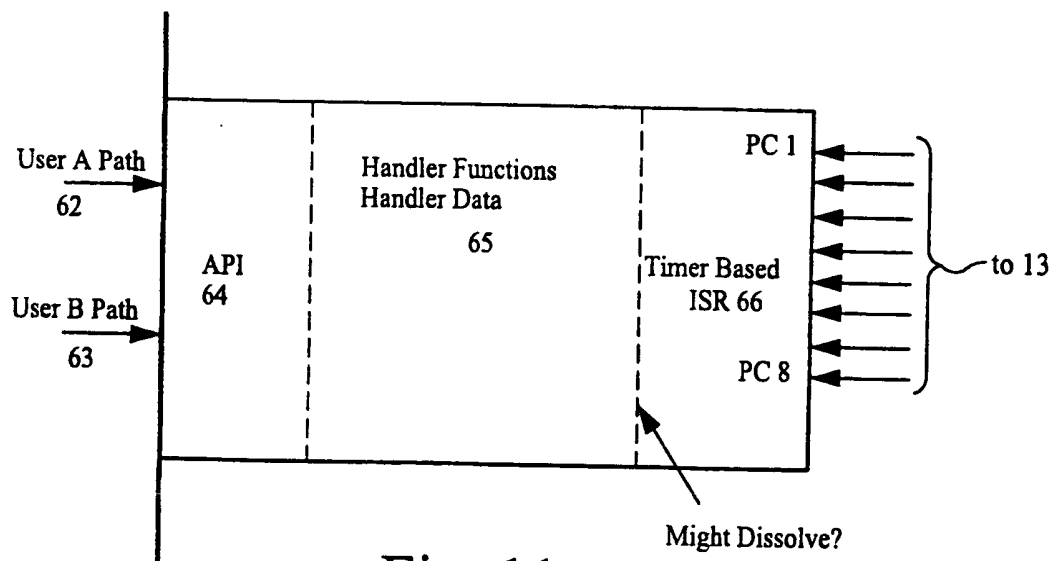 User A Path
62
User B Path
63
API
64
Handler Functions
Handler Data
65
Timer Based
ISR 66
PC 1
PC 8
to 13
Might Dissolve?